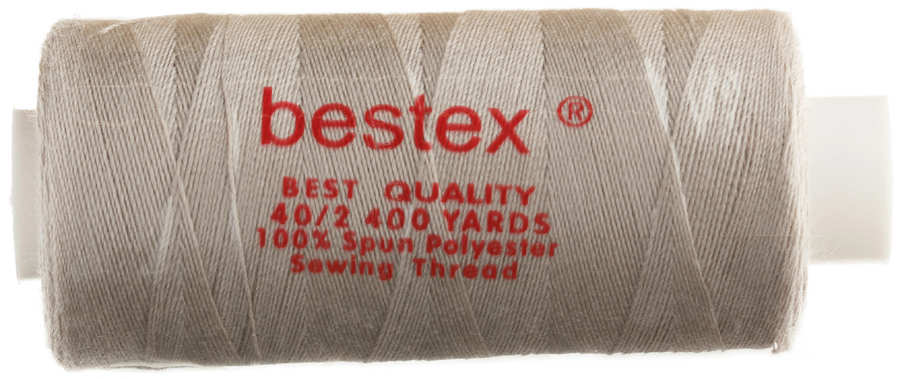 bestex ®
BEST QUALITY
40/2 400 YARDS
100% Spun Polyester
Sewing Thread